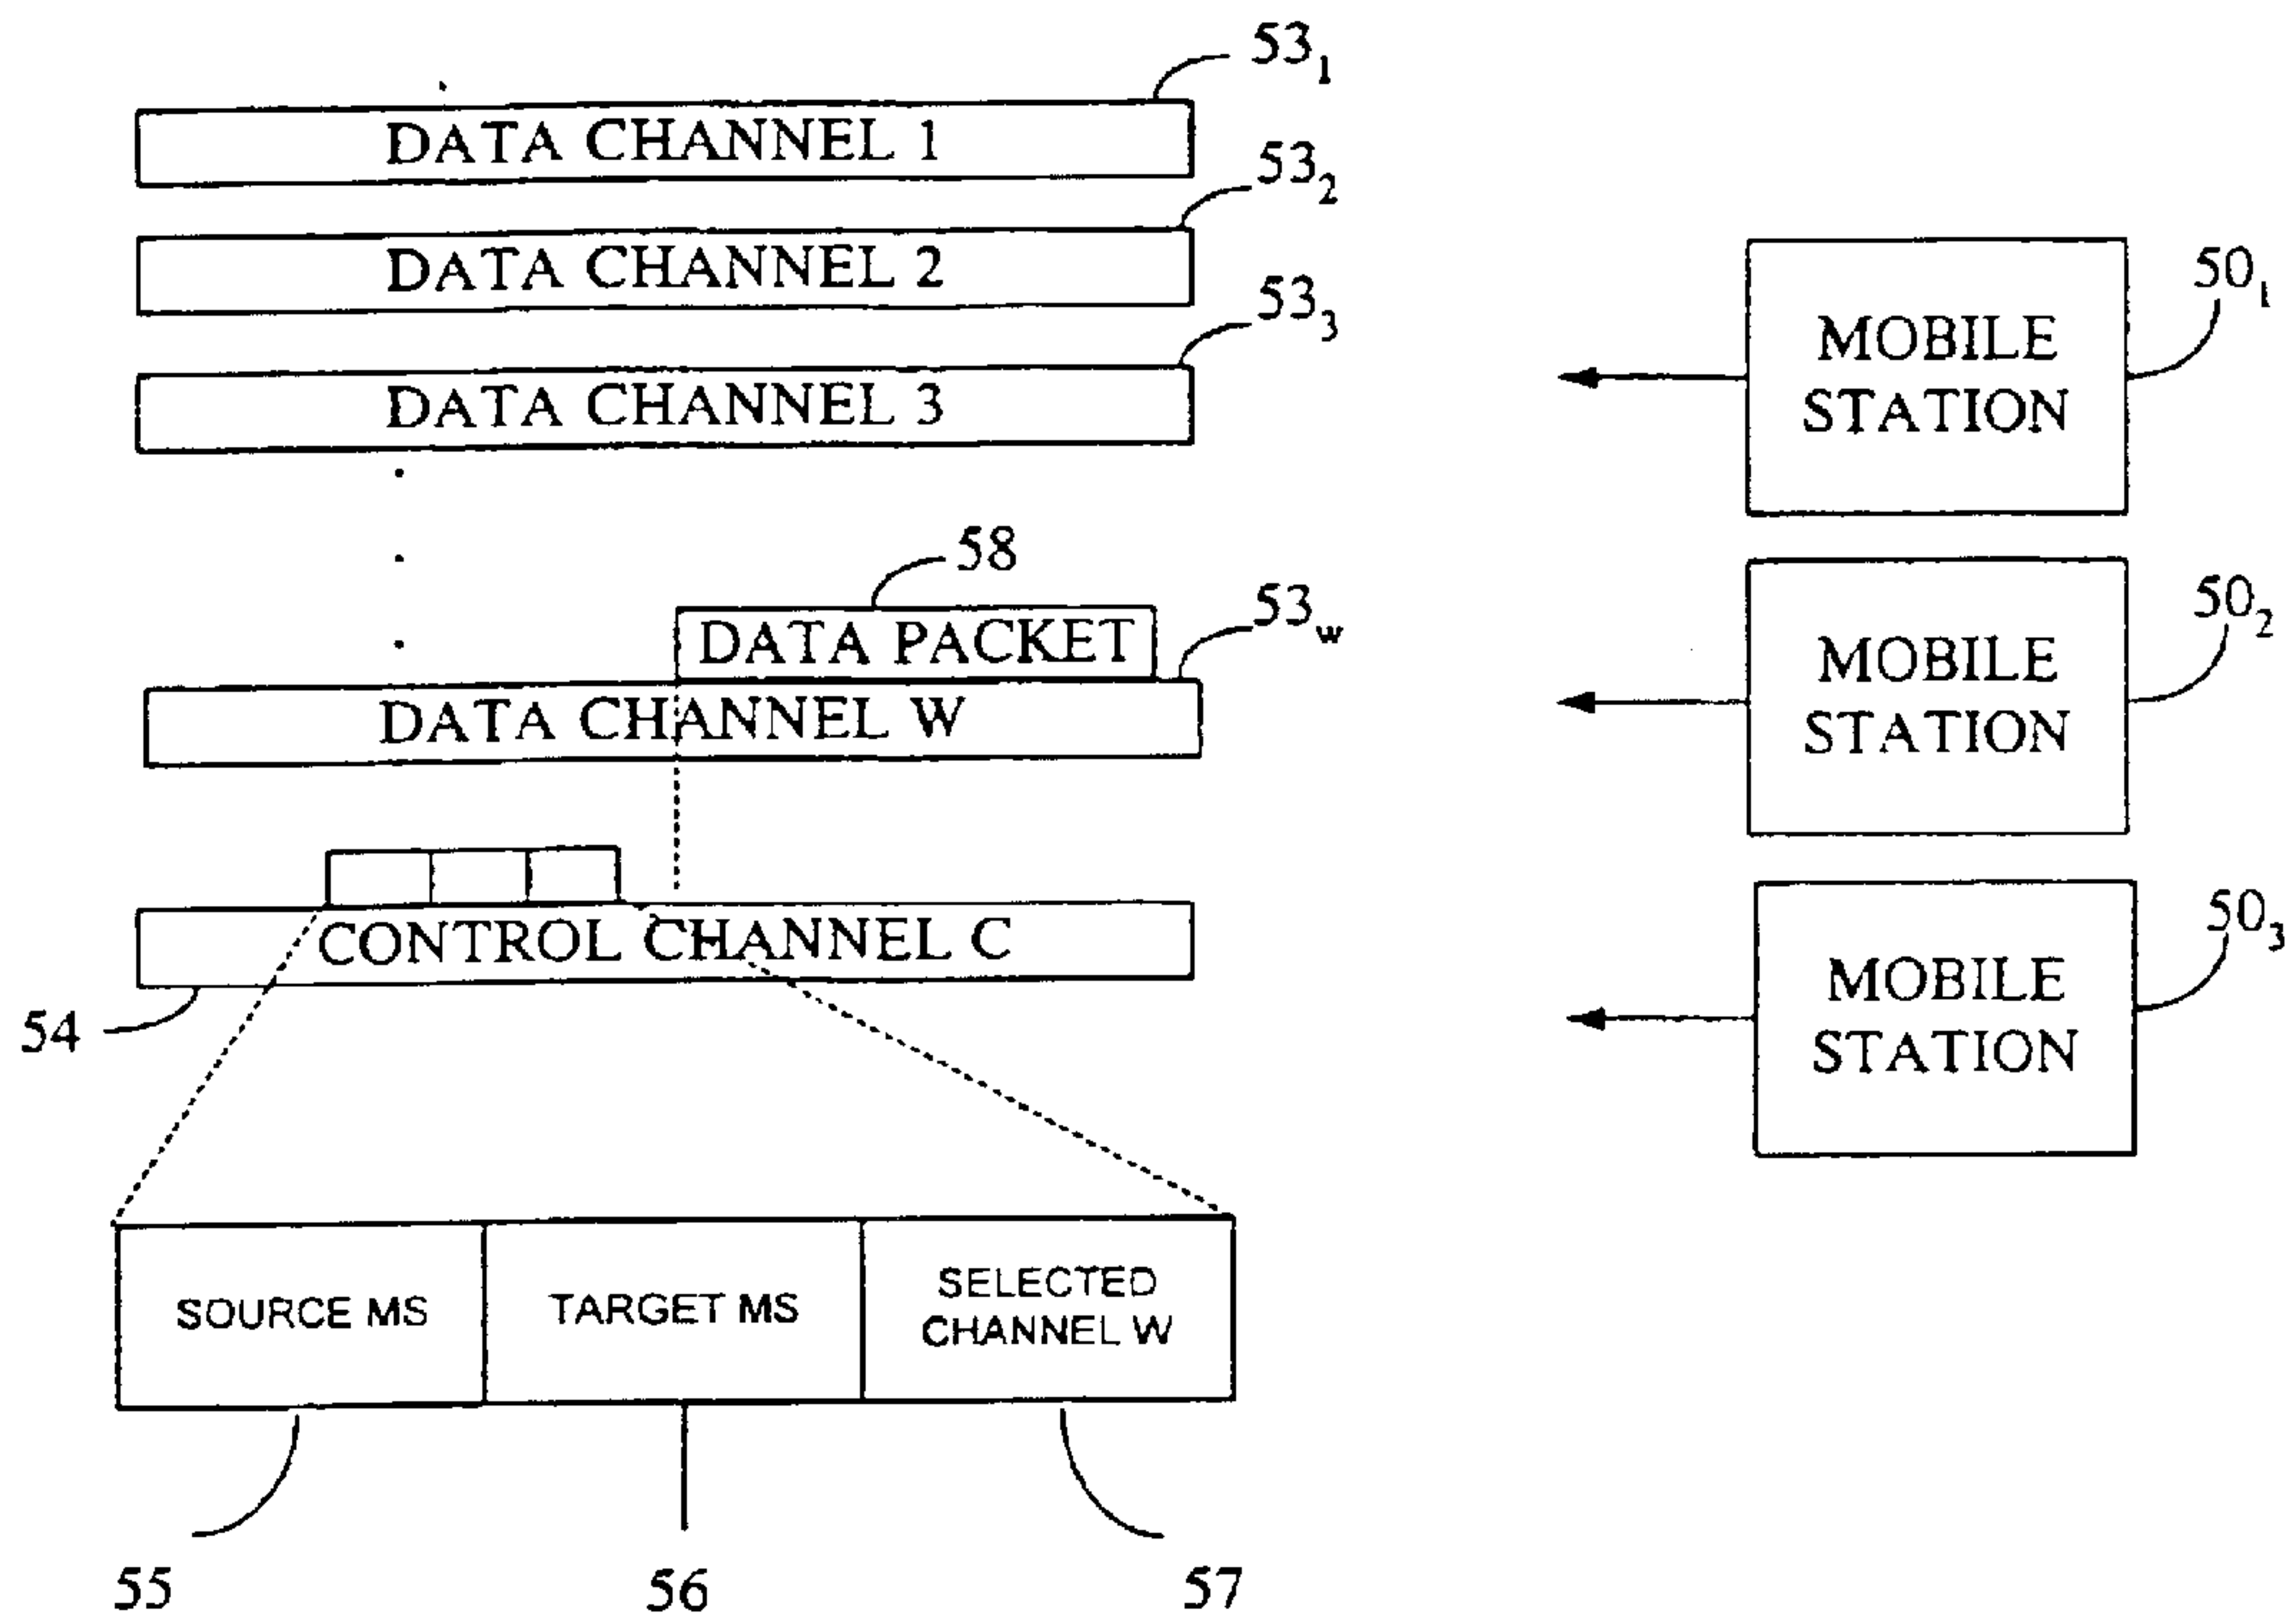 53₁
DATA CHANNEL 1
53₂
DATA CHANNEL 2
53₃
DATA CHANNEL 3
58
DATA PACKET
53w
DATA CHANNEL W
CONTROL CHANNEL C
54
SOURCE MS
TARGET MS
SELECTED
CHANNEL W
55
56
57
MOBILE
STATION
50₁
MOBILE
STATION
50₂
MOBILE
STATION
50₃